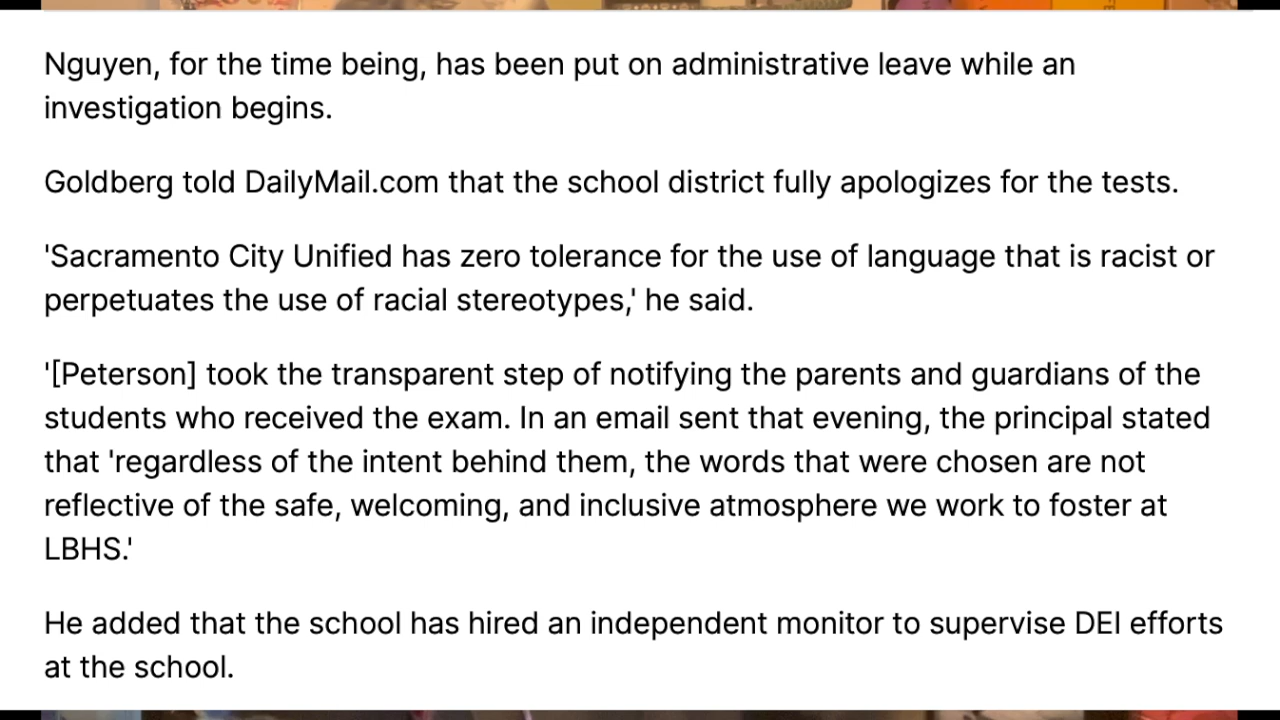 Nguyen, for the time being, has been put on administrative leave while an
investigation begins.
Goldberg told DailyMail.com that the school district fully apologizes for the tests.
'Sacramento City Unified has zero tolerance for the use of language that is racist or
perpetuates the use of racial stereotypes,' he said.
'[Peterson] took the transparent step of notifying the parents and guardians of the
students who received the exam. In an email sent that evening, the principal stated
that 'regardless of the intent behind them, the words that were chosen are not
reflective of the safe, welcoming, and inclusive atmosphere we work to foster at
LBHS.'
He added that the school has hired an independent monitor to supervise DEI efforts
at the school.